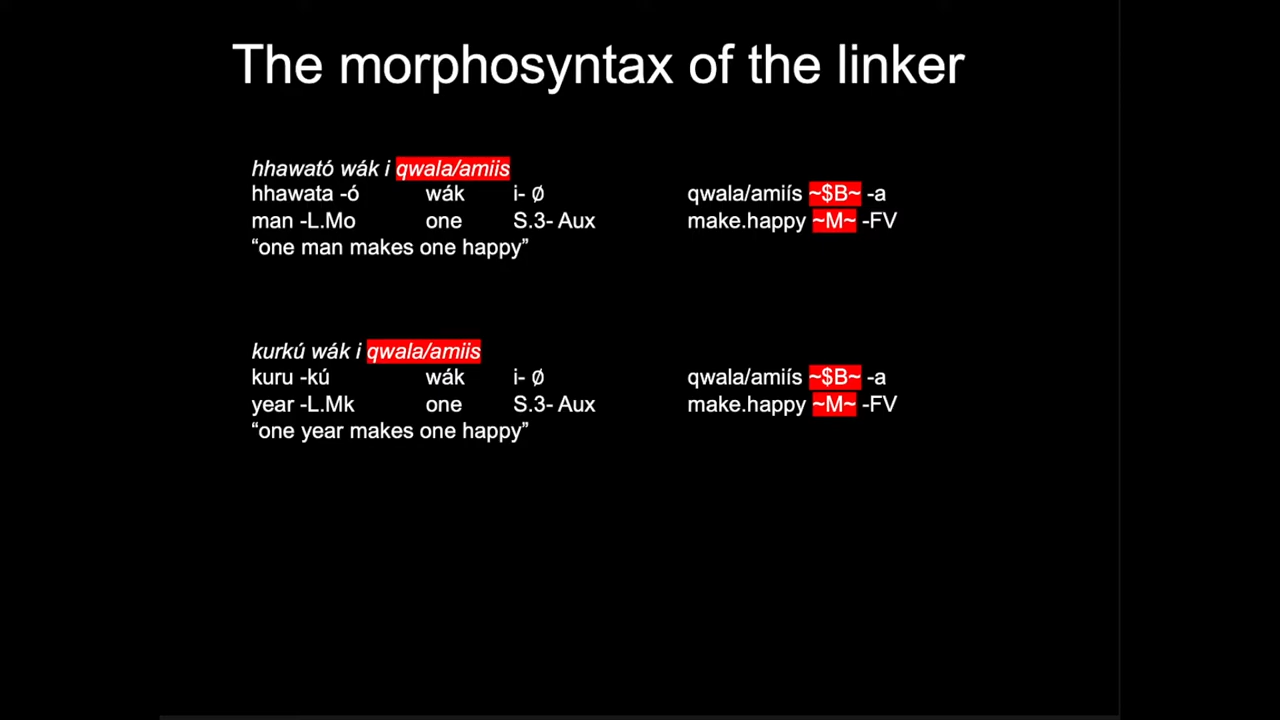 The morphosyntax of the linker
hhawató wák i qwala/amiis
hhawata -ó wák i- ∅ qwala/amiís ~$B~ -a
man -L.Mo one S.3- Aux make.happy ~M~ -FV
“one man makes one happy”
kurkú wák i qwala/amiis
kuru -kú wák i- ∅ qwala/amiís ~$B~ -a
year -L.Mk one S.3- Aux make.happy ~M~ -FV
“one year makes one happy”